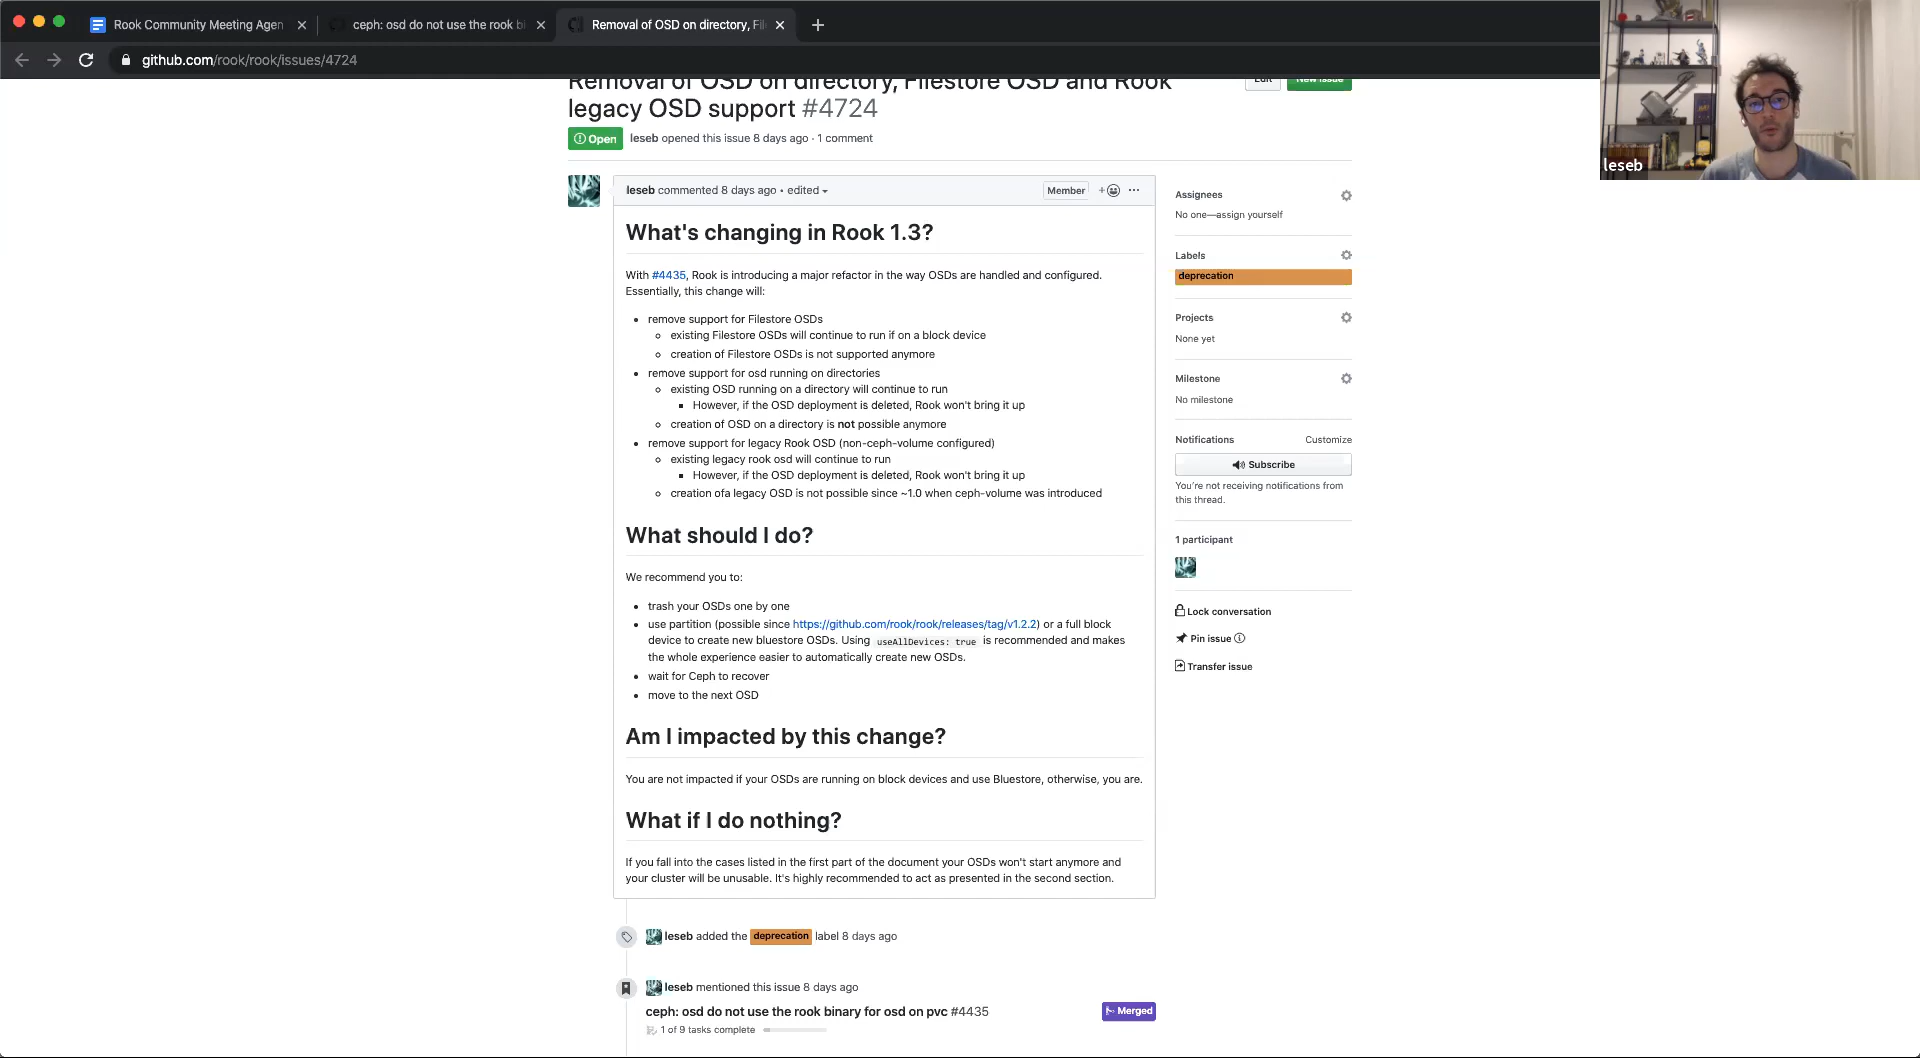 Rook Community Meeting Agen
ceph: osd do not use the rook bi
Removal of OSD on directory, Fil
github.com/rook/rook/issues/4724
Removal of OSD on directory, Filestore OSD and Rook
legacy OSD support #4724
Edit
New issue
Open
leseb opened this issue 8 days ago · 1 comment
leseb commented 8 days ago • edited
Member
What's changing in Rook 1.3?
With #4435, Rook is introducing a major refactor in the way OSDs are handled and configured.
Essentially, this change will:
• remove support for Filestore OSDs
existing Filestore OSDs will continue to run if on a block device
creation of Filestore OSDs is not supported anymore
• remove support for osd running on directories
existing OSD running on a directory will continue to run
However, if the OSD deployment is deleted, Rook won't bring it up
creation of OSD on a directory is not possible anymore
• remove support for legacy Rook OSD (non-ceph-volume configured)
existing legacy rook osd will continue to run
However, if the OSD deployment is deleted, Rook won't bring it up
creation ofa legacy OSD is not possible since ~1.0 when ceph-volume was introduced
What should I do?
We recommend you to:
• trash your OSDs one by one
• use partition (possible since https://github.com/rook/rook/releases/tag/v1.2.2) or a full block
device to create new bluestore OSDs. Using useAllDevices: true is recommended and makes
the whole experience easier to automatically create new OSDs.
• wait for Ceph to recover
• move to the next OSD
Am I impacted by this change?
You are not impacted if your OSDs are running on block devices and use Bluestore, otherwise, you are.
What if I do nothing?
If you fall into the cases listed in the first part of the document your OSDs won't start anymore and
your cluster will be unusable. It's highly recommended to act as presented in the second section.
leseb added the deprecation label 8 days ago
leseb mentioned this issue 8 days ago
ceph: osd do not use the rook binary for osd on pvc #4435
Merged
1 of 9 tasks complete
Assignees
No one—assign yourself
Labels
deprecation
Projects
None yet
Milestone
No milestone
Notifications
Customize
Subscribe
You're not receiving notifications from
this thread.
1 participant
Lock conversation
Pin issue
Transfer issue
leseb